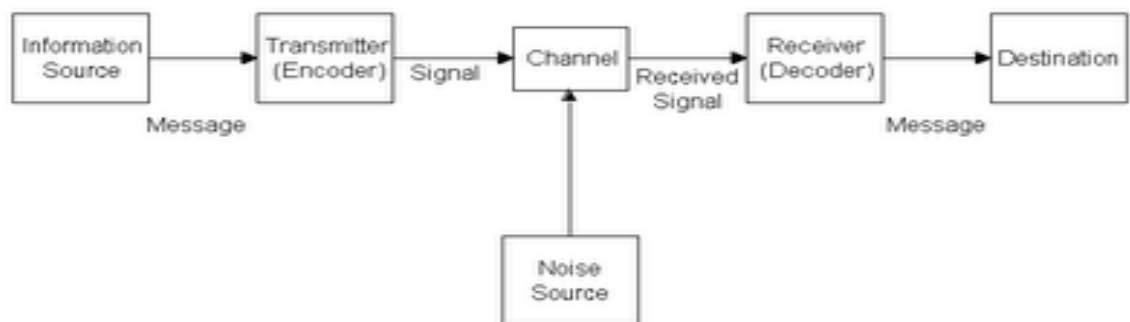 Information
Source
Message
Transmitter
(Encoder)
Signal
Channel
Received
Signal
Receiver
(Decoder)
Message
Destination
Noise
Source